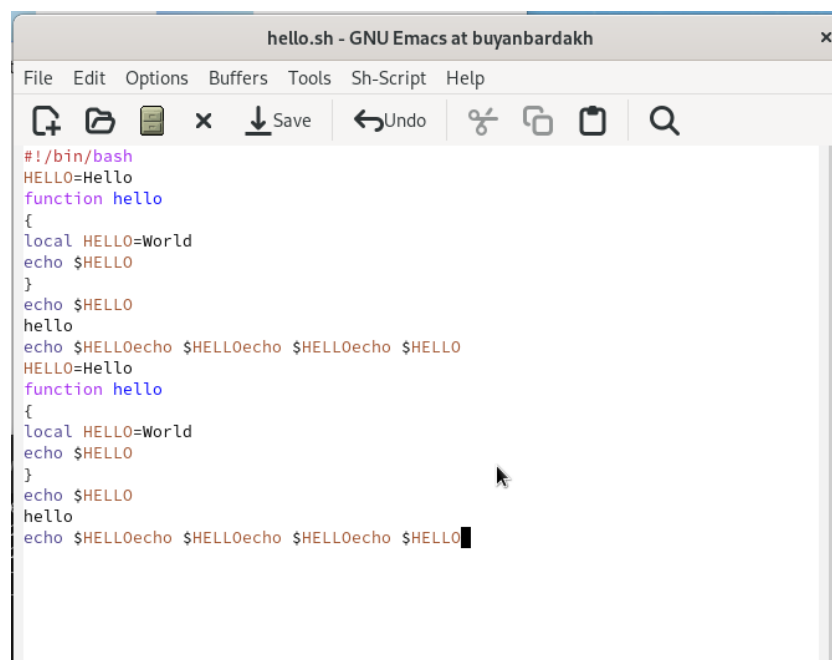 hello.sh - GNU Emacs at buyanbardakh
File Edit Options Buffers Tools Sh-Script Help
Save Undo
#!/bin/bash
HELLO=Hello
function hello
{
local HELLO=World
echo $HELLO
}
echo $HELLO
hello
echo $HELLOecho $HELLOecho $HELLOecho $HELLO
HELLO=Hello
function hello
{
local HELLO=World
echo $HELLO
}
echo $HELLO
hello
echo $HELLOecho $HELLOecho $HELLOecho $HELLO